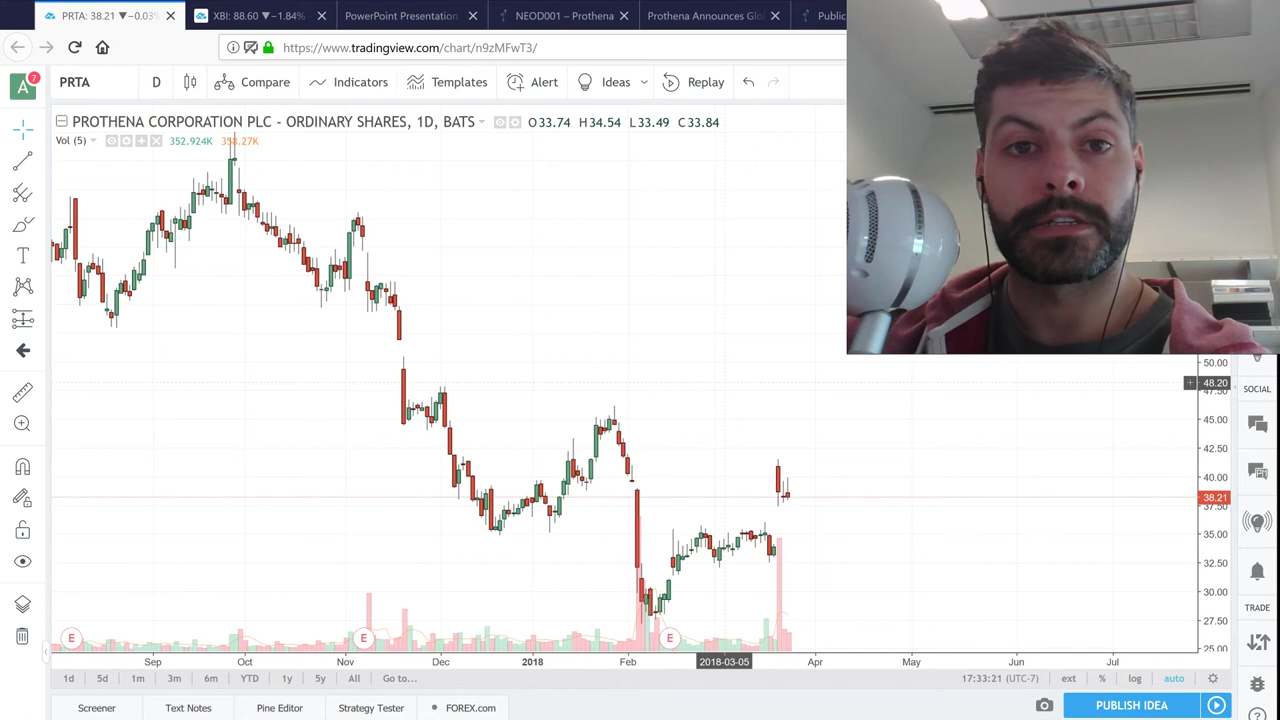 PRTA: 38.21 ▼−0.03%
XBI: 88.60 ▼−1.84%
PowerPoint Presentation
NEOD001 – Prothena
Prothena Announces Glo
Public
https://www.tradingview.com/chart/n9zMFwT3/
A 7
PRTA
D
Compare
Indicators
Templates
Alert
Ideas
Replay
PROTHENA CORPORATION PLC - ORDINARY SHARES, 1D, BATS
O33.74 H34.54 L33.49 C33.84
Vol (5)
352.924K
T
50.00
48.20
47.50
45.00
42.50
40.00
38.21
37.50
35.00
32.50
30.00
27.50
25.00
SOCIAL
TRADE
E
E
E
Sep
Oct
Nov
Dec
2018
Feb
2018-03-05
Apr
May
Jun
Jul
1d
5d
1m
3m
6m
YTD
1y
5y
All
Go to...
17:33:21 (UTC-7)
ext
%
log
auto
Screener
Text Notes
Pine Editor
Strategy Tester
FOREX.com
PUBLISH IDEA